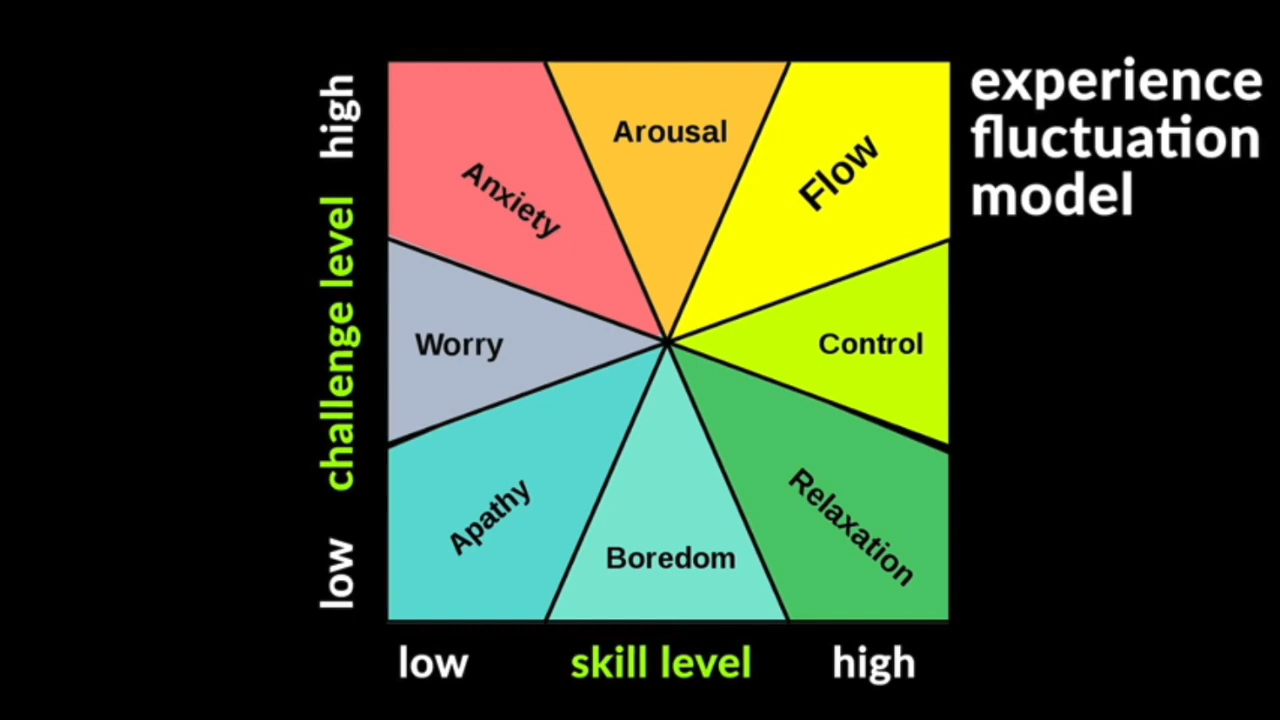 experience
fluctuation
model
high
challenge level
low
Anxiety
Arousal
Flow
Worry
Control
Apathy
Boredom
Relaxation
low
skill level
high